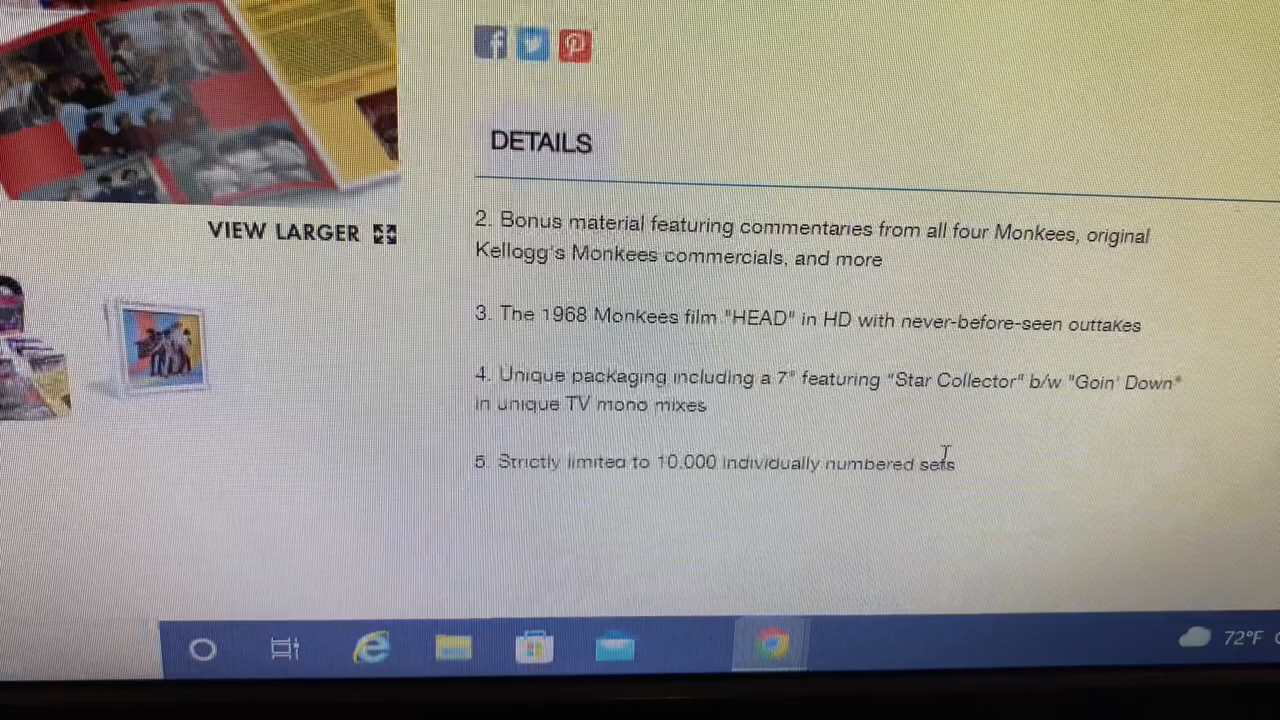 DETAILS
2. Bonus material featuring commentaries from all four Monkees, original
Kellogg's Monkees commercials, and more
VIEW LARGER
3. The 1968 Monkees film "HEAD" in HD with never-before-seen outtakes
4. Unique packaging including a 7" featuring "Star Collector" b/w "Goin' Down"
in unique TV mono mixes
5. Strictly limited to 10,000 individually numbered sets
72°F